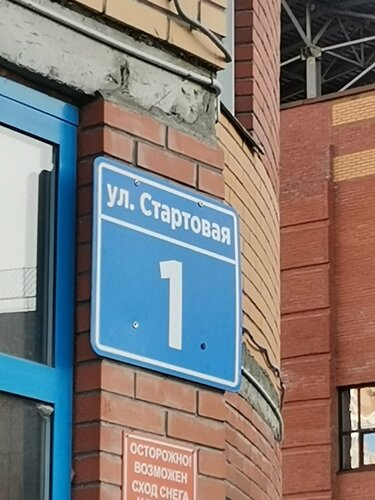 ул. Стартовая
1
ОСТОРОЖНО!
ВОЗМОЖЕН
СХОД СНЕГА